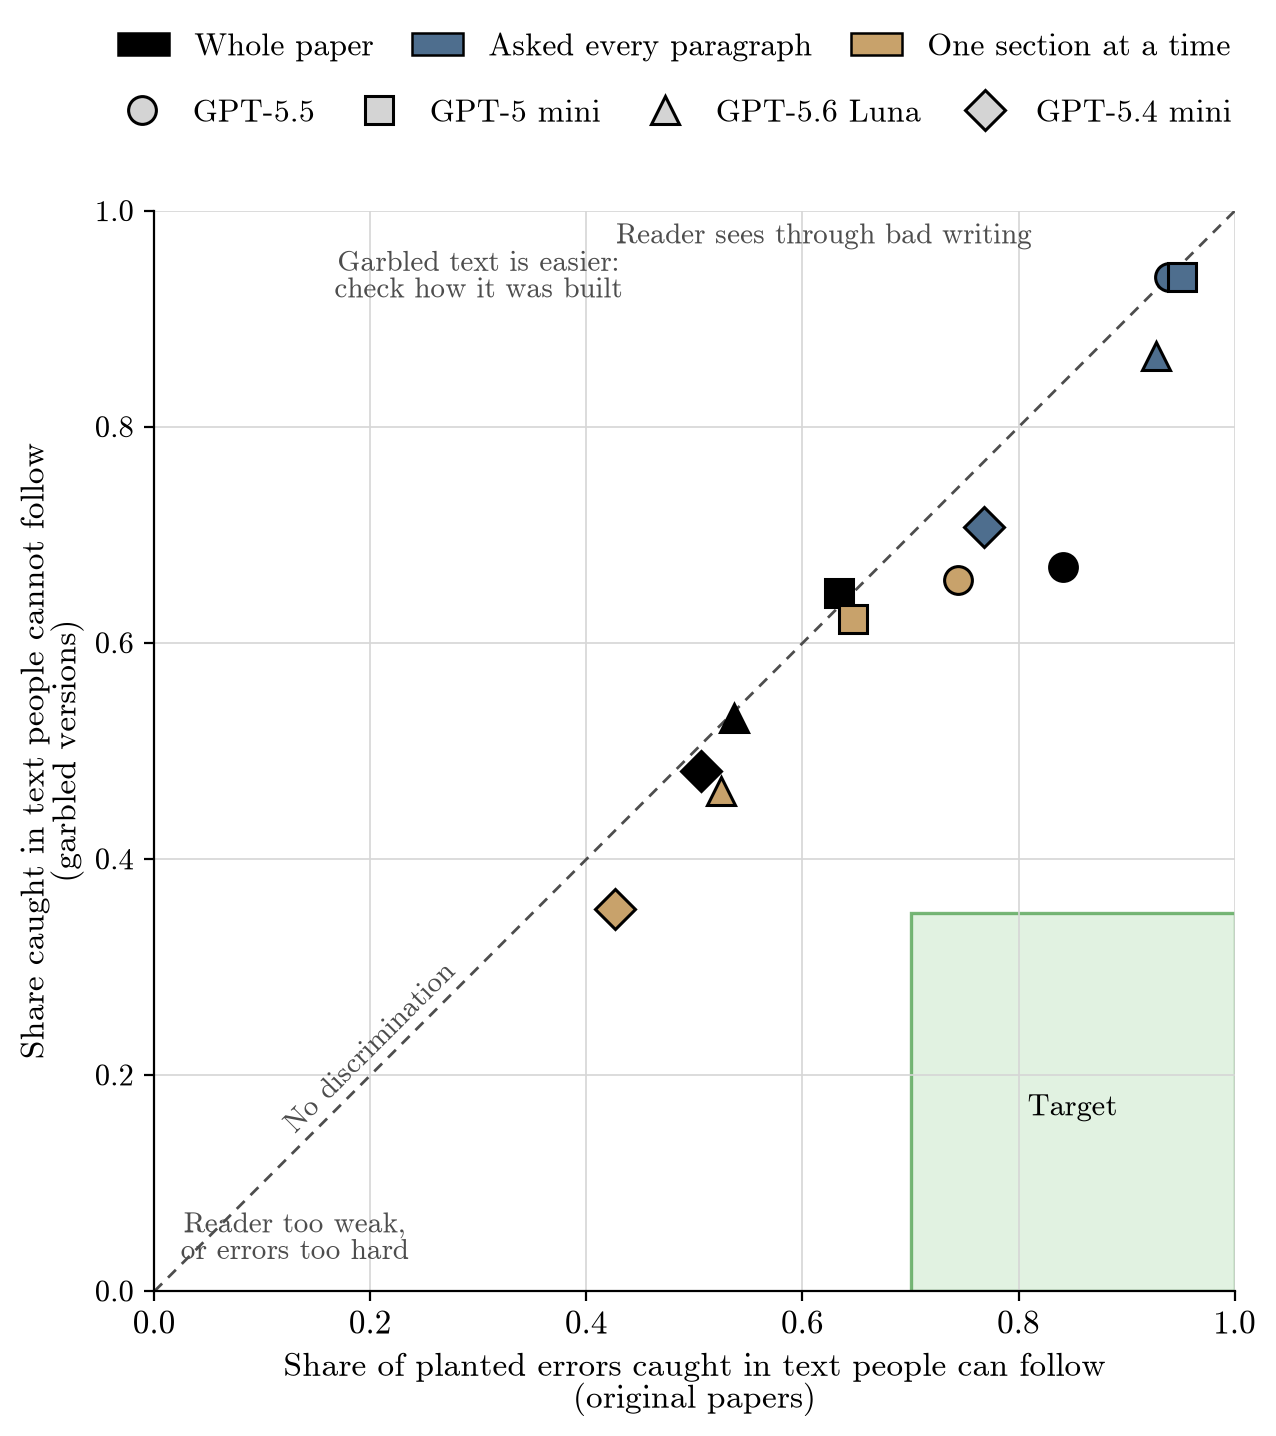 Whole paper
Asked every paragraph
One section at a time
GPT-5.5
GPT-5 mini
GPT-5.6 Luna
GPT-5.4 mini
Share caught in text people cannot follow
(garbled versions)
1.0
0.8
0.6
0.4
0.2
0.0
Reader sees through bad writing
Garbled text is easier:
check how it was built
No discrimination
Target
Reader too weak,
or errors too hard
0.0
0.2
0.4
0.6
0.8
1.0
Share of planted errors caught in text people can follow
(original papers)